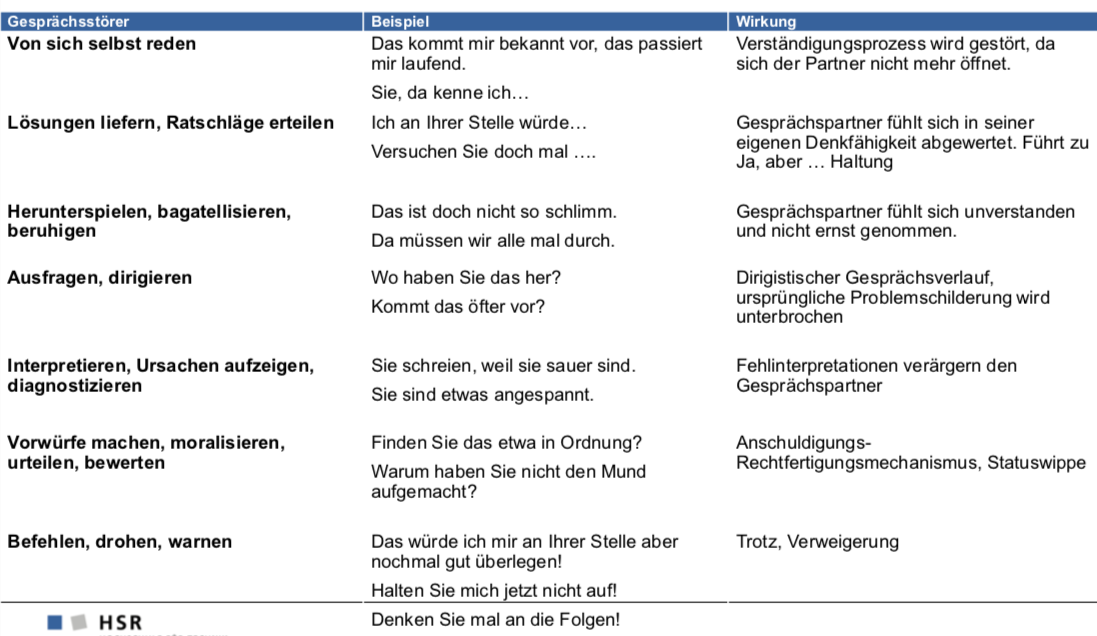 Gesprächsstörer Beispiel Wirkung
Von sich selbst reden
Das kommt mir bekannt vor, das passiert
mir laufend.
Sie, da kenne ich…
Verständigungsprozess wird gestört, da
sich der Partner nicht mehr öffnet.
Lösungen liefern, Ratschläge erteilen
Ich an Ihrer Stelle würde…
Versuchen Sie doch mal ….
Gesprächspartner fühlt sich in seiner
eigenen Denkfähigkeit abgewertet. Führt zu
Ja, aber … Haltung
Herunterspielen, bagatellisieren,
beruhigen
Das ist doch nicht so schlimm.
Da müssen wir alle mal durch.
Gesprächspartner fühlt sich unverstanden
und nicht ernst genommen.
Ausfragen, dirigieren
Wo haben Sie das her?
Kommt das öfter vor?
Dirigistischer Gesprächsverlauf,
ursprüngliche Problemschilderung wird
unterbrochen
Interpretieren, Ursachen aufzeigen,
diagnostizieren
Sie schreien, weil sie sauer sind.
Sie sind etwas angespannt.
Fehlinterpretationen verärgern den
Gesprächspartner
Vorwürfe machen, moralisieren,
urteilen, bewerten
Finden Sie das etwa in Ordnung?
Warum haben Sie nicht den Mund
aufgemacht?
Anschuldigungs-
Rechtfertigungsmechanismus, Statuswippe
Befehlen, drohen, warnen
Das würde ich mir an Ihrer Stelle aber
nochmal gut überlegen!
Halten Sie mich jetzt nicht auf!
Denken Sie mal an die Folgen!
Trotz, Verweigerung
HSR